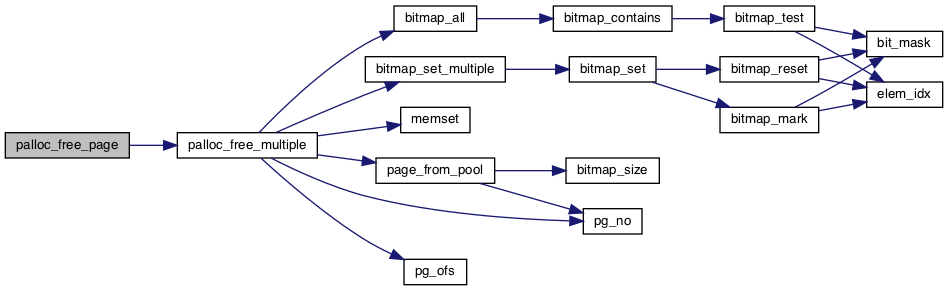 palloc_free_page
palloc_free_multiple
bitmap_all
bitmap_set_multiple
memset
page_from_pool
pg_ofs
bitmap_contains
bitmap_set
bitmap_size
pg_no
bitmap_test
bitmap_reset
bitmap_mark
bit_mask
elem_idx